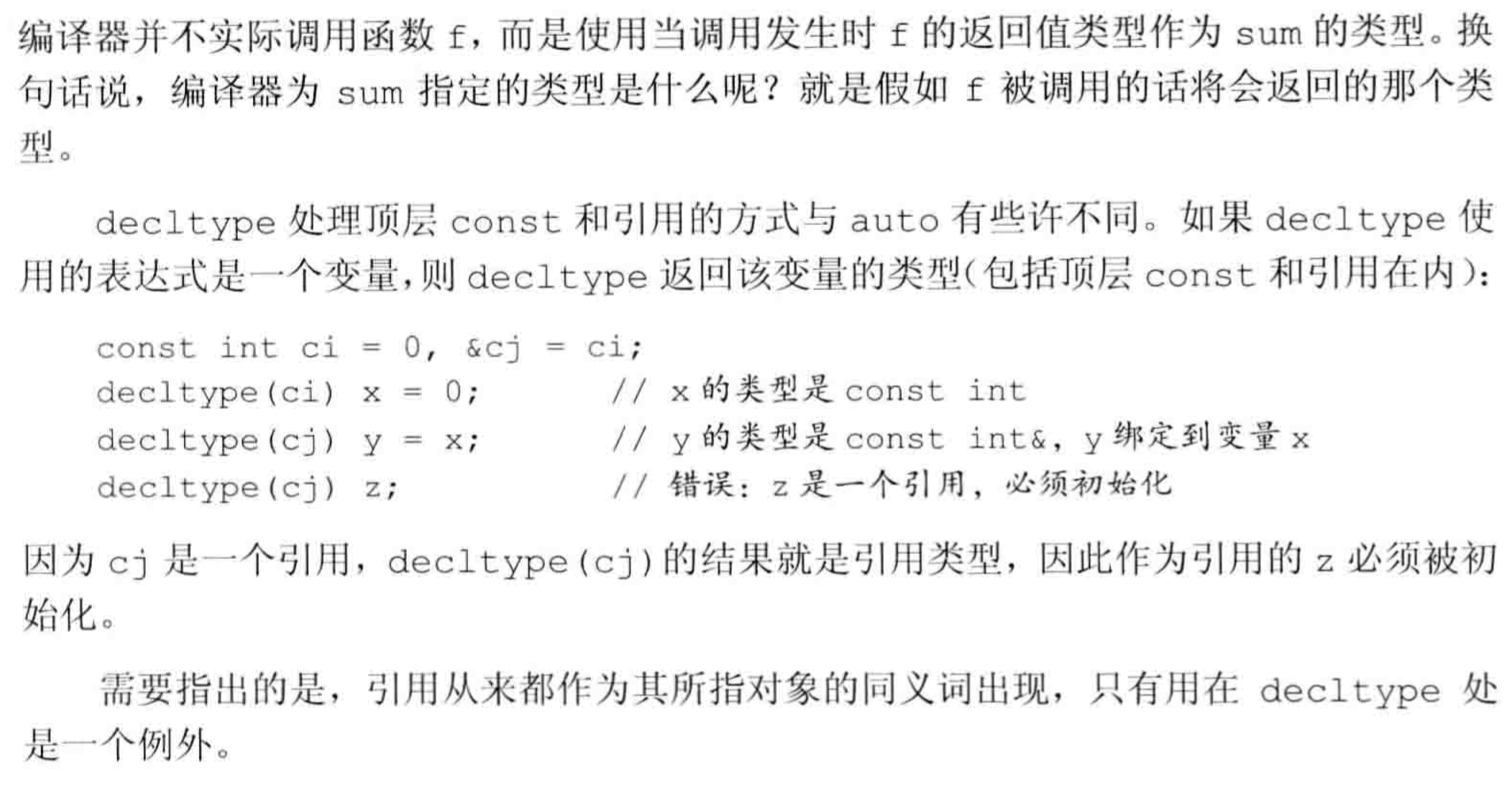 编译器并不实际调用函数 f，而是使用当调用发生时 f 的返回值类型作为 sum 的类型。换
句话说，编译器为 sum 指定的类型是什么呢？就是假如 f 被调用的话将会返回的那个类
型。
decltype 处理顶层 const 和引用的方式与 auto 有些许不同。如果 decltype 使
用的表达式是一个变量，则 decltype 返回该变量的类型（包括顶层 const 和引用在内）：
const int ci = 0, &cj = ci;
decltype(ci) x = 0; // x 的类型是 const int
decltype(cj) y = x; // y 的类型是 const int&，y 绑定到变量 x
decltype(cj) z; // 错误：z 是一个引用，必须初始化
因为 cj 是一个引用，decltype(cj)的结果就是引用类型，因此作为引用的 z 必须被初
始化。
需要指出的是，引用从来都作为其所指对象的同义词出现，只有用在 decltype 处
是一个例外。